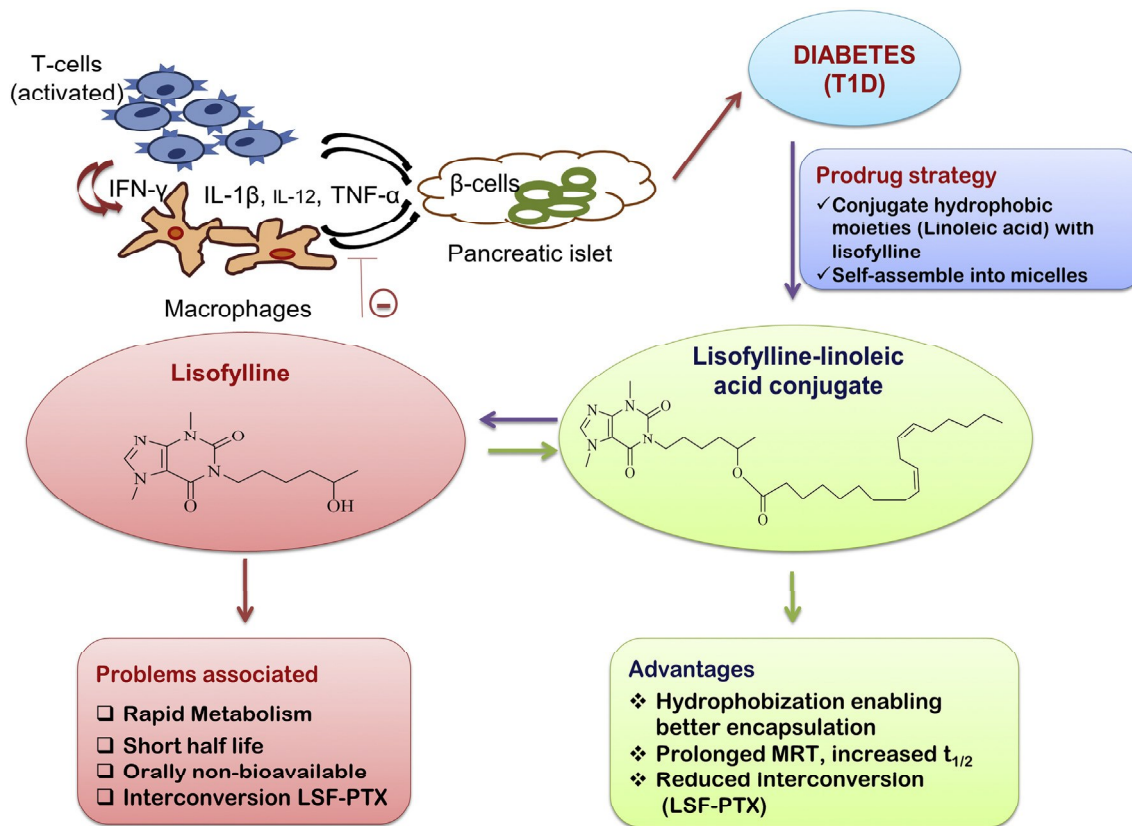 T-cells
(activated)
IFN-γ
IL-1β, IL-12, TNF-α
Macrophages
β-cells
Pancreatic islet
DIABETES
(T1D)
Prodrug strategy
✓Conjugate hydrophobic
moieties (Linoleic acid) with
lisofylline
✓Self-assemble into micelles
-
Lisofylline
N
N
N
N
O
O
OH
Lisofylline-linoleic
acid conjugate
N
N
N
N
O
O
O
O
Problems associated
❑ Rapid Metabolism
❑ Short half life
❑ Orally non-bioavailable
❑ Interconversion LSF-PTX
Advantages
❖ Hydrophobization enabling
better encapsulation
❖ Prolonged MRT, increased t1/2
❖ Reduced Interconversion
(LSF-PTX)